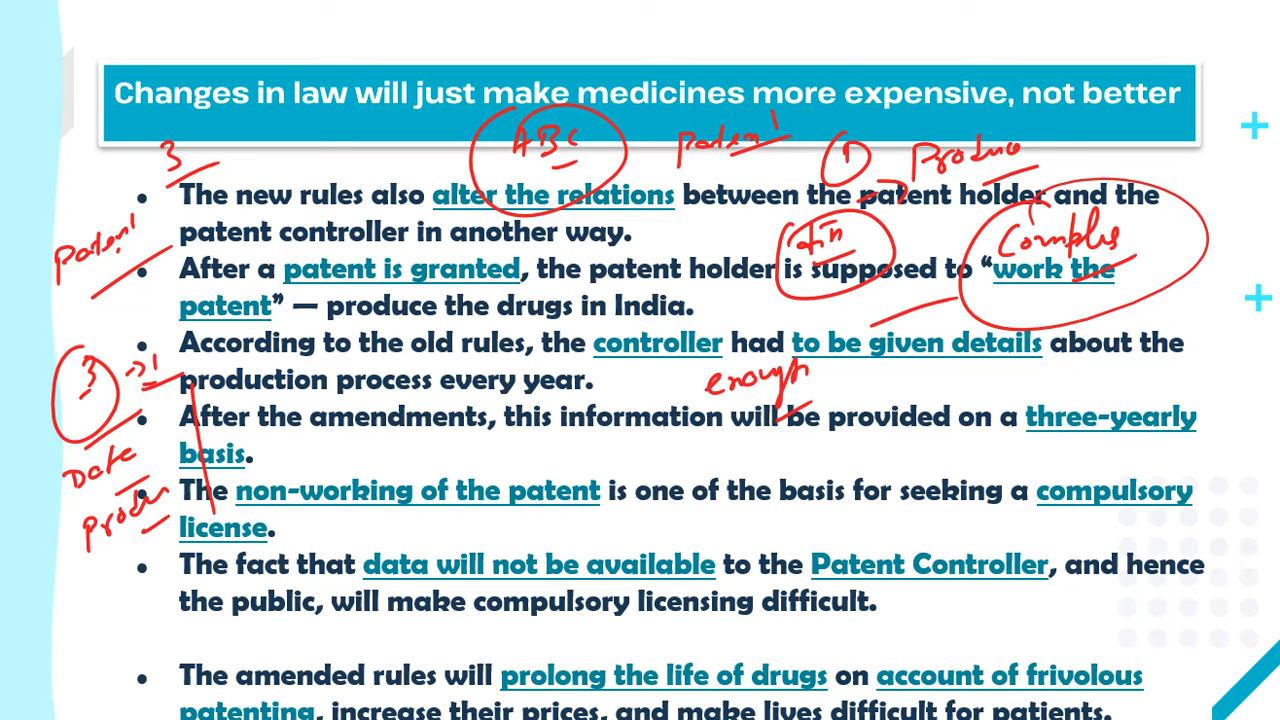 Changes in law will just make medicines more expensive, not better
3
ABC
Patent
1
Produce
The new rules also alter the relations between the patent holder and the
patent controller in another way.
Patent
After a patent is granted, the patent holder is supposed to “work the
patent” — produce the drugs in India.
According to the old rules, the controller had to be given details about the
production process every year.
3 → 1
enough
After the amendments, this information will be provided on a three-yearly
basis.
Date
The non-working of the patent is one of the basis for seeking a compulsory
license.
The fact that data will not be available to the Patent Controller, and hence
the public, will make compulsory licensing difficult.
The amended rules will prolong the life of drugs on account of frivolous
patenting, increase their prices, and make lives difficult for patients.